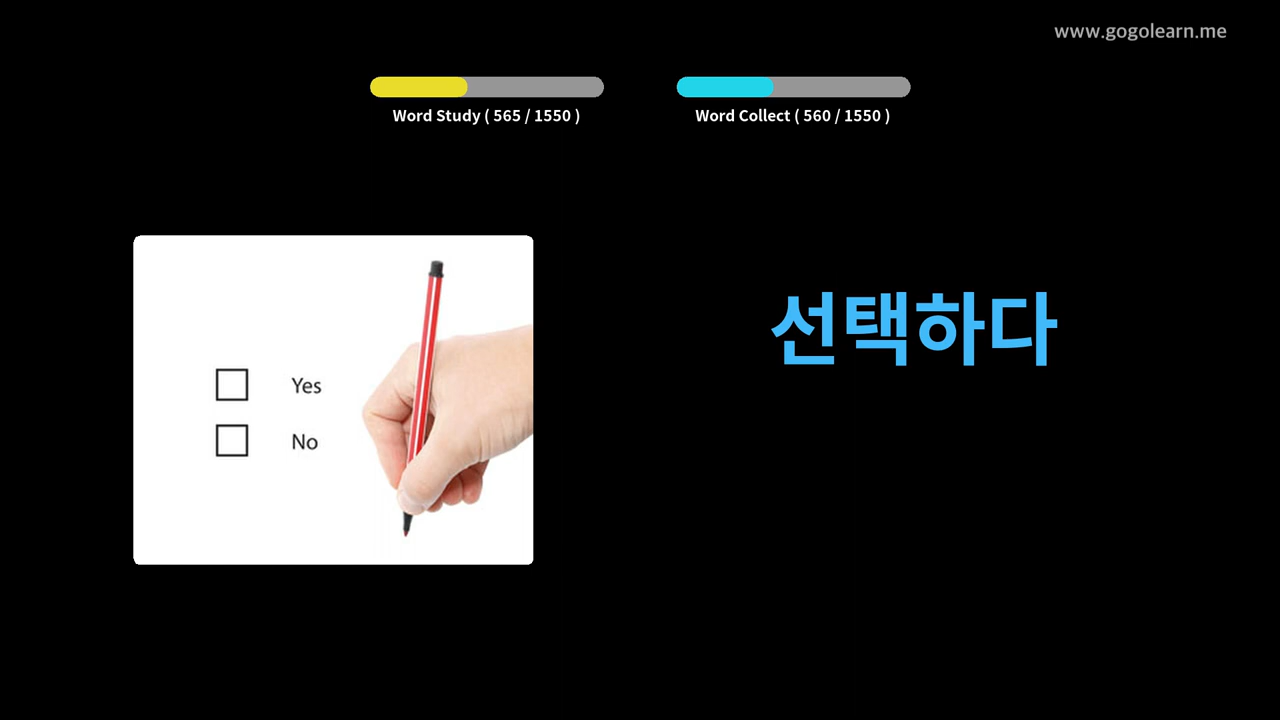 www.gogolearn.me
Word Study ( 565 / 1550 )
Word Collect ( 560 / 1550 )
선택하다
Yes
No